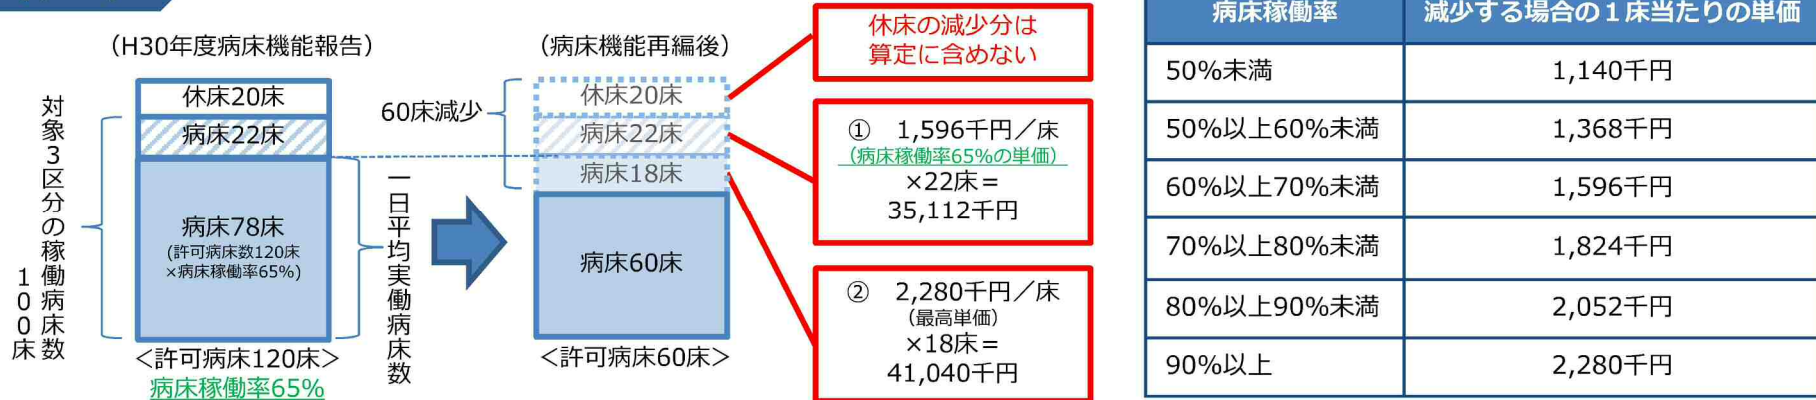 （H30年度病床機能報告）
休床20床
病床22床
病床78床
(許可病床数120床
×病床稼働率65%)
＜許可病床120床＞
病床稼働率65%
対象３区分の稼働病床数
１００床
一日平均実働病床数
（病床機能再編後）
60床減少
休床20床
病床22床
病床18床
病床60床
＜許可病床60床＞
休床の減少分は
算定に含めない
① 1,596千円／床
（病床稼働率65%の単価）
×22床＝
35,112千円
② 2,280千円／床
（最高単価）
×18床＝
41,040千円
病床稼働率 減少する場合の１床当たりの単価
50%未満 1,140千円
50%以上60%未満 1,368千円
60%以上70%未満 1,596千円
70%以上80%未満 1,824千円
80%以上90%未満 2,052千円
90%以上 2,280千円